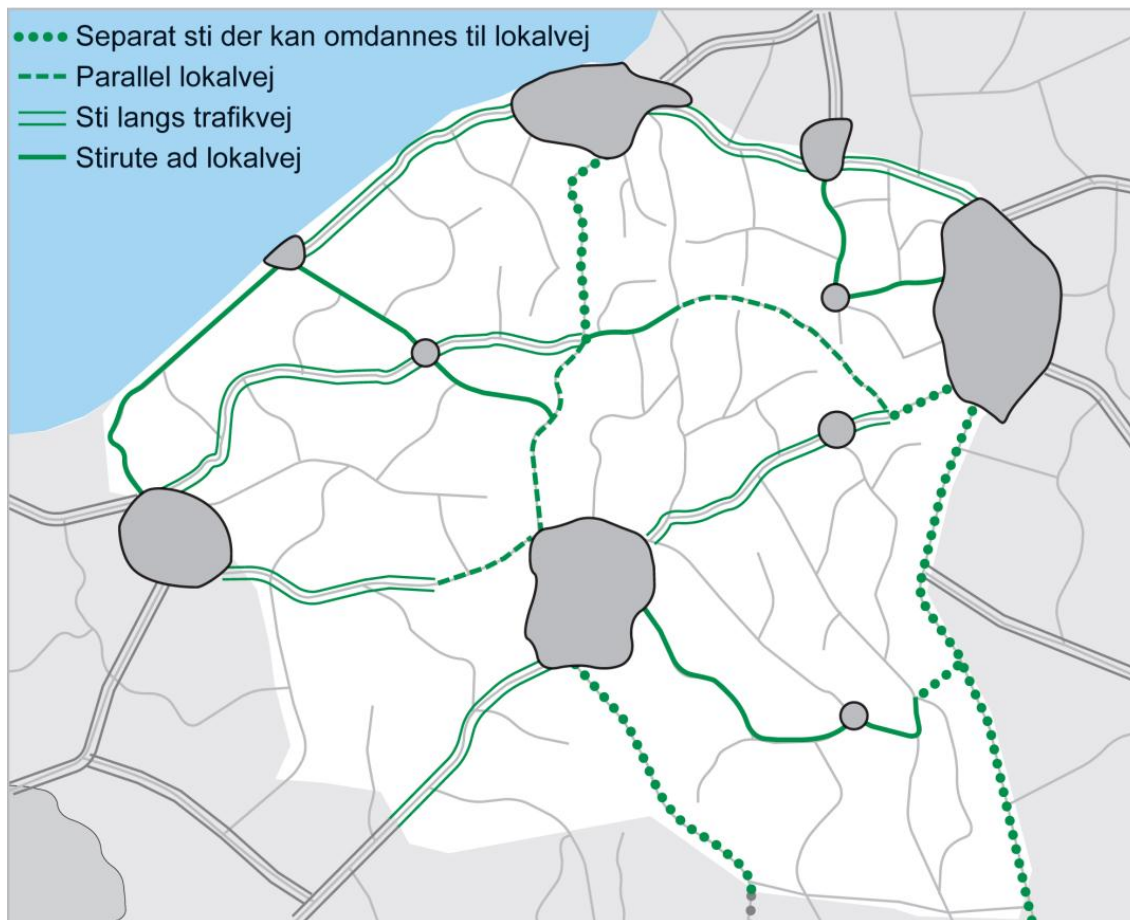 Separat sti der kan omdannes til lokalvej
Parallel lokalvej
Sti langs trafikvej
Stirute ad lokalvej